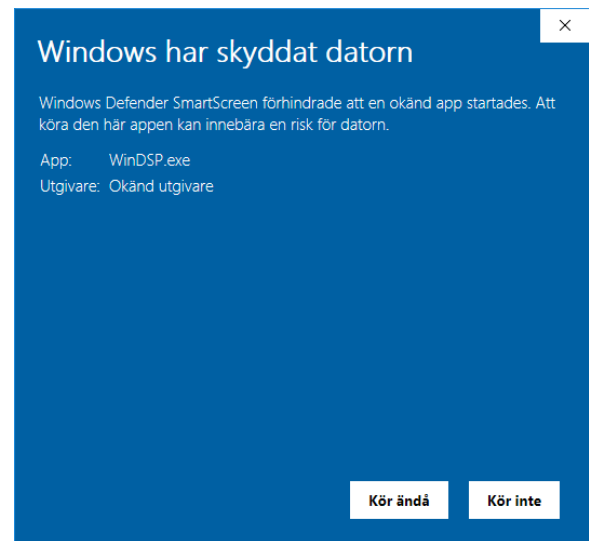 Windows har skyddat datorn
Windows Defender SmartScreen förhindrade att en okänd app startades. Att
köra den här appen kan innebära en risk för datorn.
App: WinDSP.exe
Utgivare: Okänd utgivare
Kör ändå Kör inte